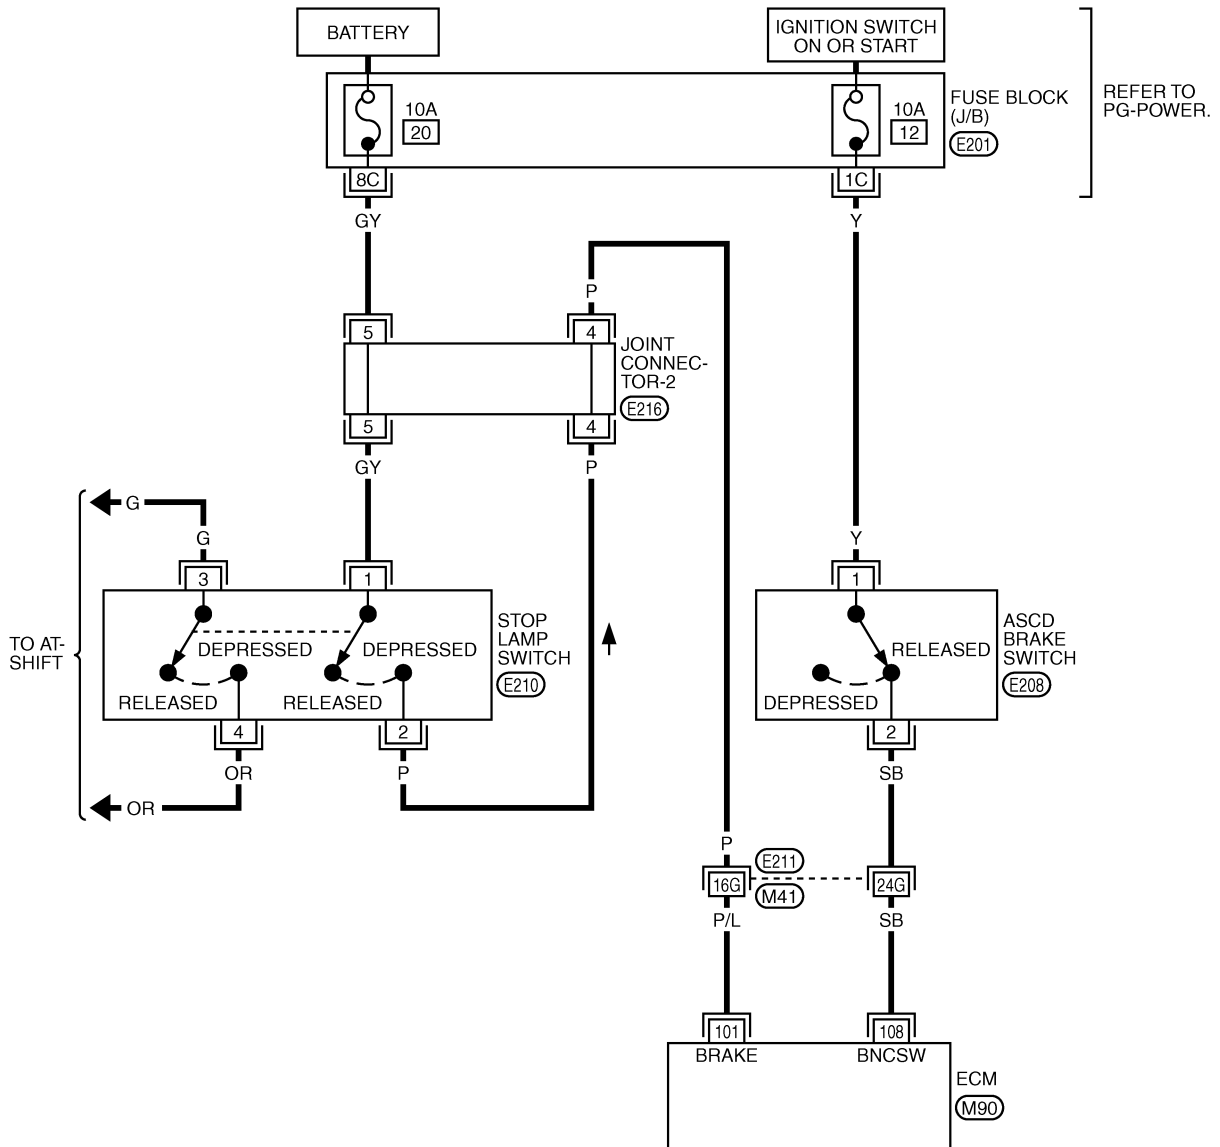 BATTERY
IGNITION SWITCH
ON OR START
10A
20
10A
12
FUSE BLOCK
(J/B)
E201
REFER TO
PG-POWER.
8C
1C
GY
Y
P
5
4
JOINT
CONNEC-
TOR-2
E216
5
4
GY
P
G
G
Y
3
1
1
TO AT-
SHIFT
DEPRESSED
DEPRESSED
RELEASED
RELEASED
STOP
LAMP
SWITCH
E210
RELEASED
DEPRESSED
ASCD
BRAKE
SWITCH
E208
4
2
2
OR
P
SB
OR
P
E211
16G
24G
M41
P/L
SB
101
108
BRAKE
BNCSW
ECM
M90